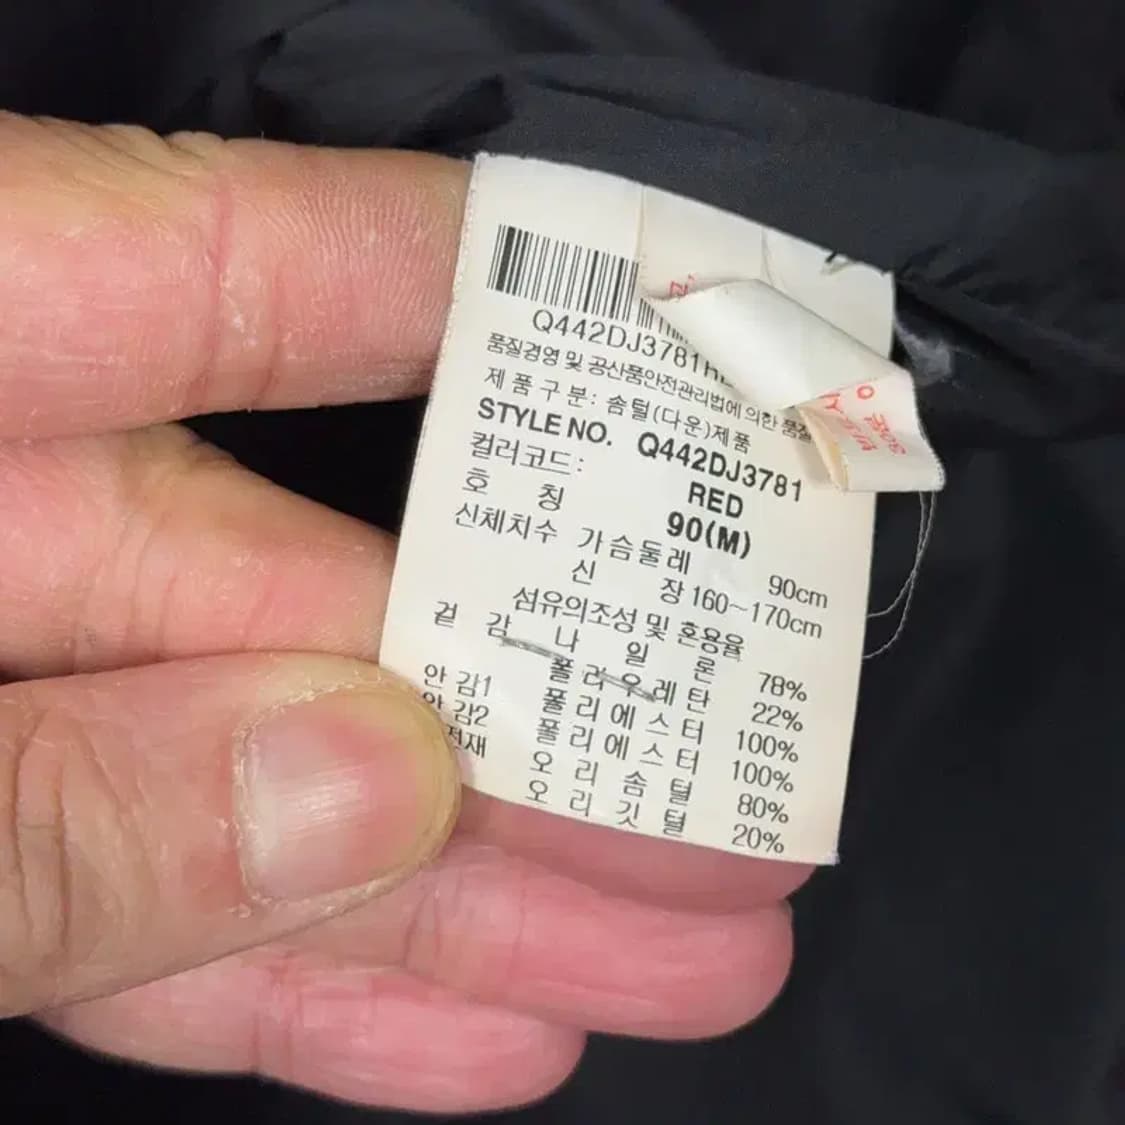 Q442DJ3781
품질경영 및 공산품안전관리법에 의한 품질
제품구분: 솜털(다운)제품
STYLE NO. Q442DJ3781
컬러코드: RED
호 칭 90(M)
신체치수 가슴둘레 90cm
신 장 160~170cm
섬유의조성 및 혼용율
겉 감 나 일 론 78%
폴리우레탄 22%
안 감1 폴리에스터 100%
안 감2 폴리에스터 100%
전재 오 리 솜 털 80%
오 리 깃 털 20%